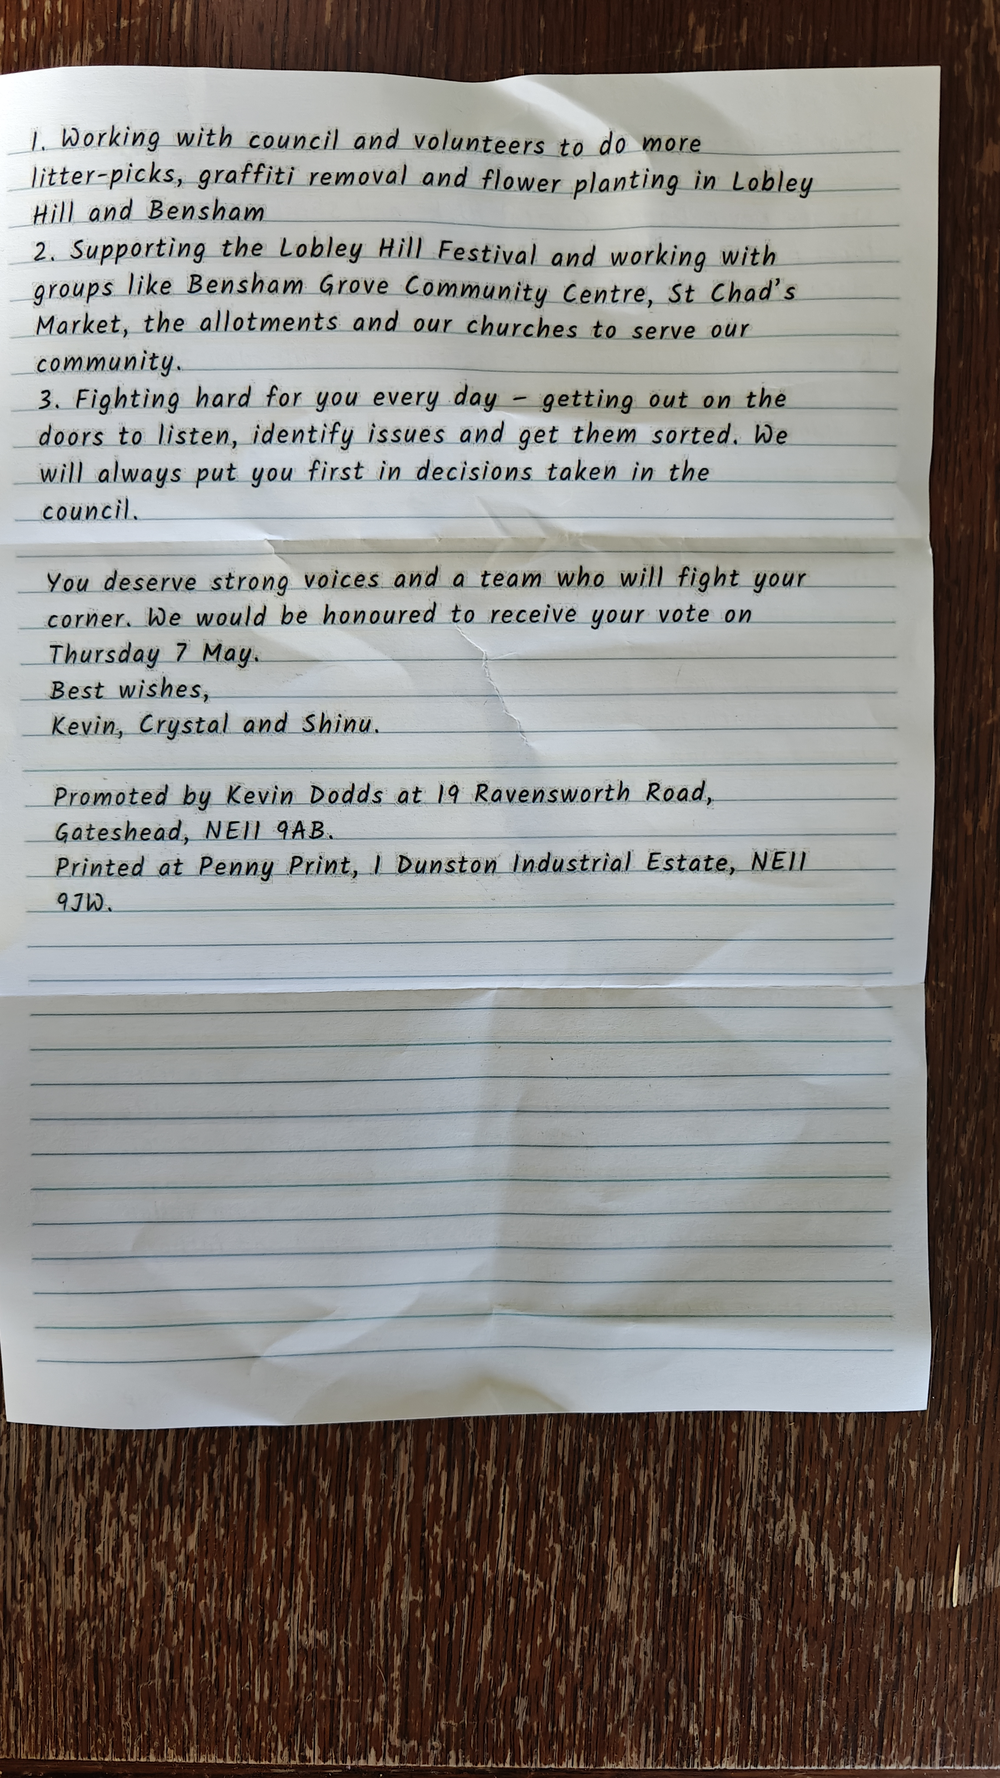 1. Working with council and volunteers to do more
litter-picks, graffiti removal and flower planting in Lobley
Hill and Bensham
2. Supporting the Lobley Hill Festival and working with
groups like Bensham Grove Community Centre, St Chad's
Market, the allotments and our churches to serve our
community.
3. Fighting hard for you every day – getting out on the
doors to listen, identify issues and get them sorted. We
will always put you first in decisions taken in the
council.
You deserve strong voices and a team who will fight your
corner. We would be honoured to receive your vote on
Thursday 7 May.
Best wishes,
Kevin, Crystal and Shinu.
Promoted by Kevin Dodds at 19 Ravensworth Road,
Gateshead, NE11 9AB.
Printed at Penny Print, 1 Dunston Industrial Estate, NE11
9JW.